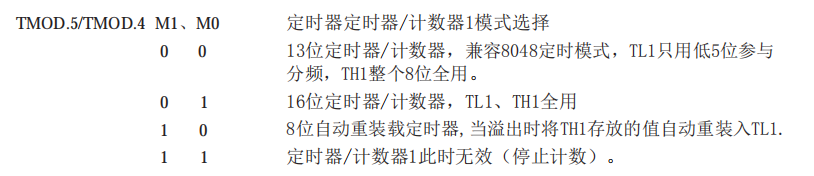 TMOD.5/TMOD.4 M1、M0 定时器定时器/计数器1模式选择
0 0 13位定时器/计数器，兼容8048定时模式，TL1只用低5位参与
分频，TH1整个8位全用。
0 1 16位定时器/计数器，TL1、TH1全用
1 0 8位自动重装载定时器,当溢出时将TH1存放的值自动重装入TL1.
1 1 定时器/计数器1此时无效（停止计数）。